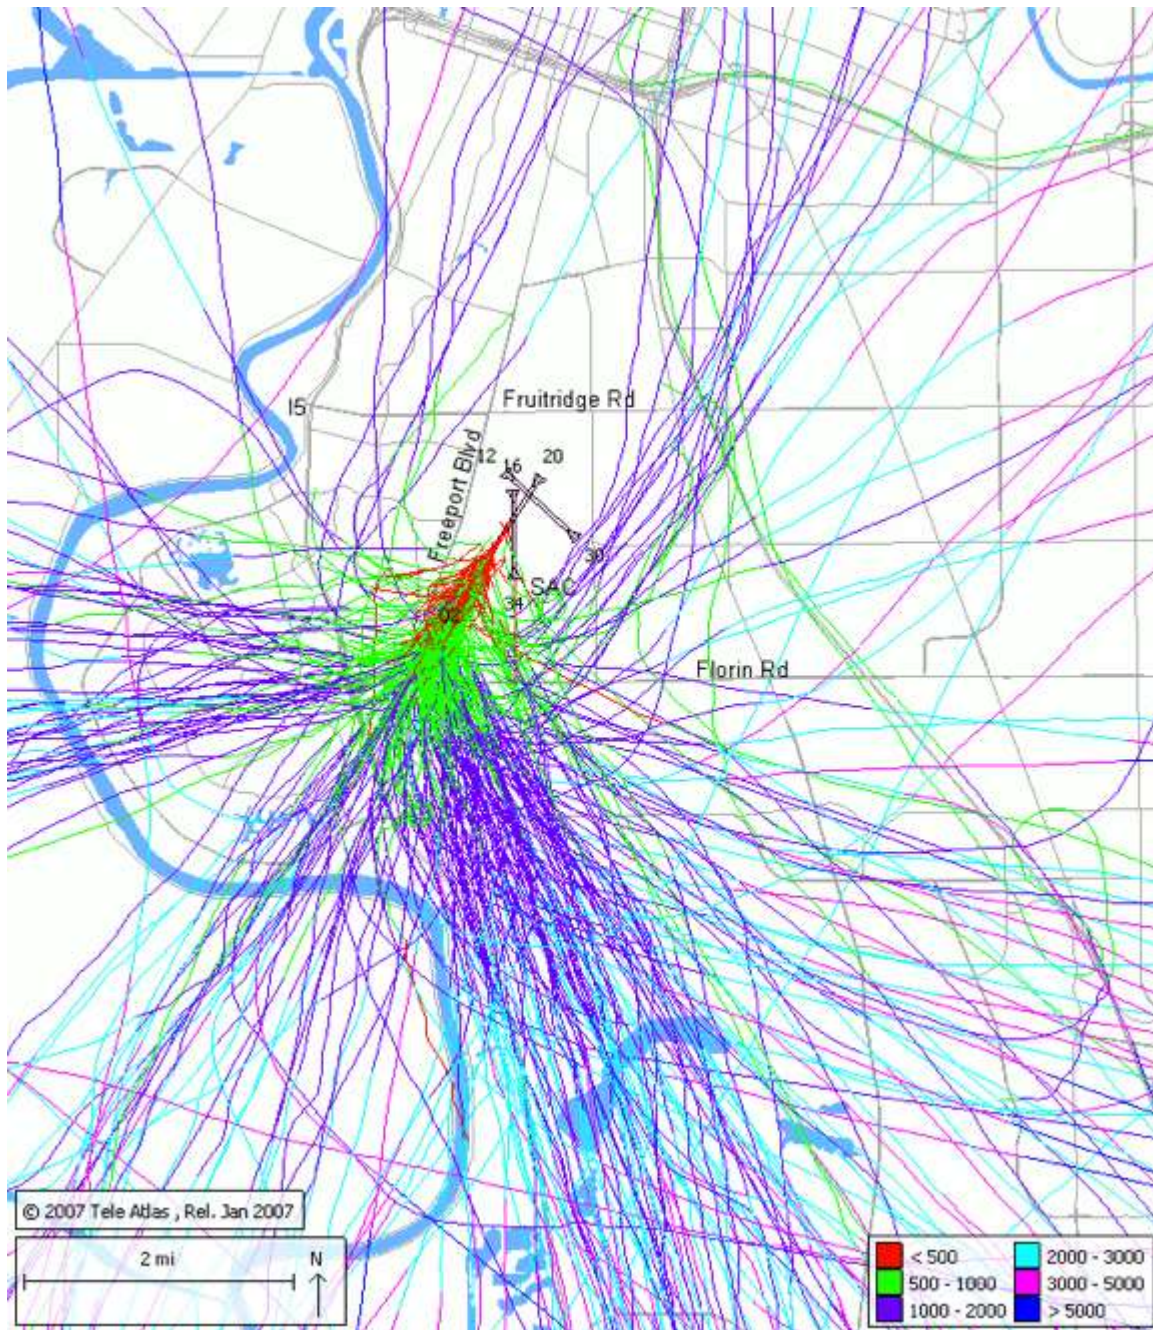 I5
Fruitridge Rd
Freeport Blvd
12
16
20
30
SAC
34
02
Florin Rd
© 2007 Tele Atlas , Rel. Jan 2007
2 mi
N
< 500
2000 - 3000
500 - 1000
3000 - 5000
1000 - 2000
> 5000